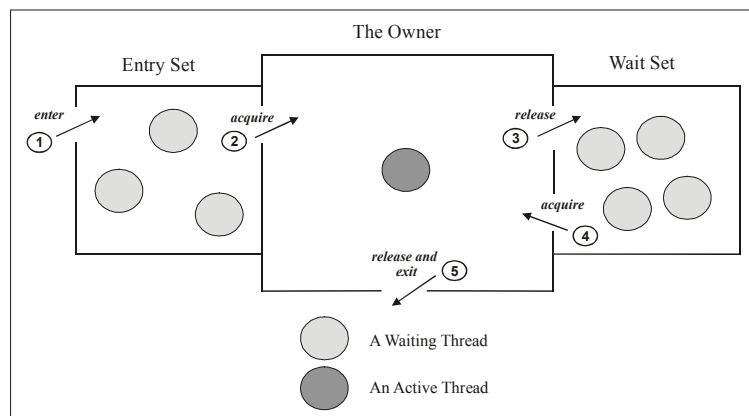 The Owner
Entry Set
Wait Set
enter
1
acquire
2
release
3
acquire
4
release and
exit
5
A Waiting Thread
An Active Thread